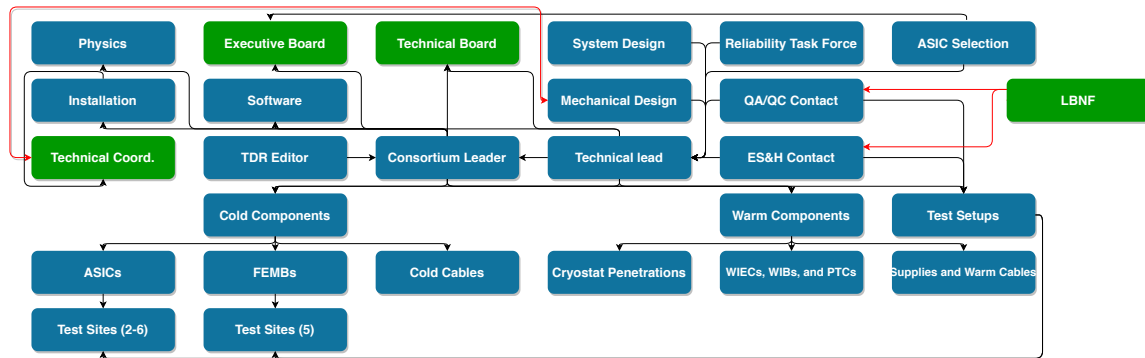 Physics
Executive Board
Technical Board
System Design
Reliability Task Force
ASIC Selection
Installation
Software
Mechanical Design
QA/QC Contact
LBNF
Technical Coord.
TDR Editor
Consortium Leader
Technical lead
ES&H Contact
Cold Components
Warm Components
Test Setups
ASICs
FEMBs
Cold Cables
Cryostat Penetrations
WIECs, WIBs, and PTCs
Supplies and Warm Cables
Test Sites (2-6)
Test Sites (5)